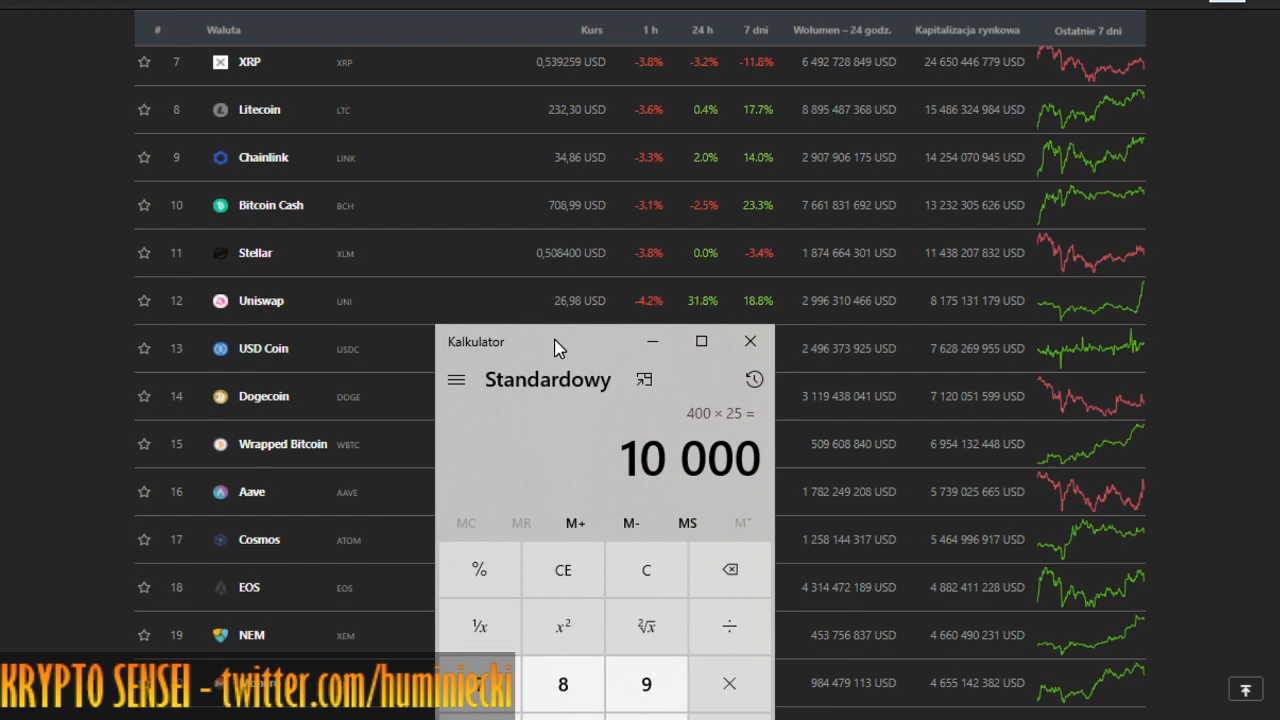 # Waluta Kurs 1 h 24 h 7 dni Wolumen – 24 godz. Kapitalizacja rynkowa Ostatnie 7 dni
7 XRP XRP 0,539259 USD -3.8% -3.2% -11.8% 6 492 728 849 USD 24 650 446 779 USD
8 Litecoin LTC 232,30 USD -3.6% 0.4% 17.7% 8 895 487 368 USD 15 486 324 984 USD
9 Chainlink LINK 34,86 USD -3.3% 2.0% 14.0% 2 907 906 175 USD 14 254 070 945 USD
10 Bitcoin Cash BCH 708,99 USD -3.1% -2.5% 23.3% 7 661 831 692 USD 13 232 305 626 USD
11 Stellar XLM 0,508400 USD -3.8% 0.0% -3.4% 1 874 664 301 USD 11 438 207 832 USD
12 Uniswap UNI 26,98 USD -4.2% 31.8% 18.8% 2 996 310 466 USD 8 175 131 179 USD
13 USD Coin USDC 2 496 373 925 USD 7 628 269 955 USD
14 Dogecoin DOGE 3 119 438 041 USD 7 120 051 599 USD
15 Wrapped Bitcoin WBTC 509 608 840 USD 6 954 132 448 USD
16 Aave AAVE 1 782 249 208 USD 5 739 025 665 USD
17 Cosmos ATOM 1 258 144 317 USD 5 464 996 917 USD
18 EOS EOS 4 314 472 189 USD 4 882 411 228 USD
19 NEM XEM 453 756 837 USD 4 660 490 231 USD
984 479 113 USD 4 655 142 382 USD
Kalkulator
Standardowy
400 × 25 =
10 000
MC MR M+ M- MS M˅
% CE C
¹/x x² ²√x ÷
8 9 ×
KRYPTO SENSEI - twitter.com/huminiecki